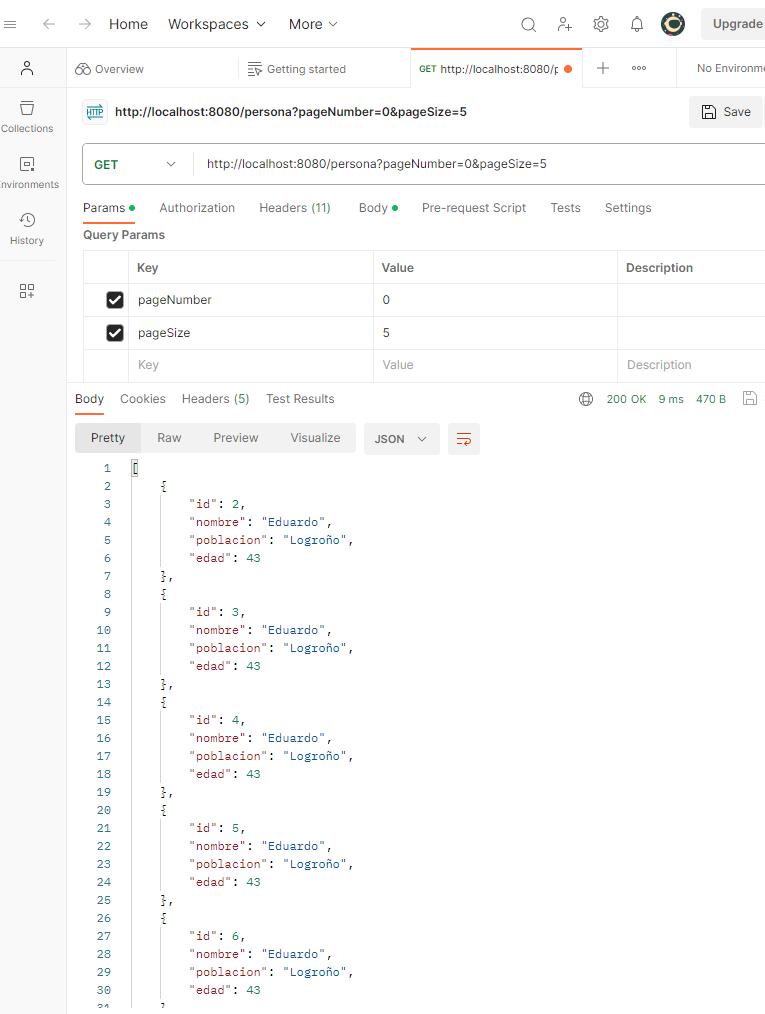 Home Workspaces More Upgrade
Overview Getting started GET http://localhost:8080/p No Environm
Collections
HTTP http://localhost:8080/persona?pageNumber=0&pageSize=5 Save
GET http://localhost:8080/persona?pageNumber=0&pageSize=5
nvironments
Params Authorization Headers (11) Body Pre-request Script Tests Settings
History
Query Params
Key Value Description
pageNumber 0
pageSize 5
Key Value Description
Body Cookies Headers (5) Test Results 200 OK 9 ms 470 B
Pretty Raw Preview Visualize JSON
1 [
2 {
3 "id": 2,
4 "nombre": "Eduardo",
5 "poblacion": "Logroño",
6 "edad": 43
7 },
8 {
9 "id": 3,
10 "nombre": "Eduardo",
11 "poblacion": "Logroño",
12 "edad": 43
13 },
14 {
15 "id": 4,
16 "nombre": "Eduardo",
17 "poblacion": "Logroño",
18 "edad": 43
19 },
20 {
21 "id": 5,
22 "nombre": "Eduardo",
23 "poblacion": "Logroño",
24 "edad": 43
25 },
26 {
27 "id": 6,
28 "nombre": "Eduardo",
29 "poblacion": "Logroño",
30 "edad": 43